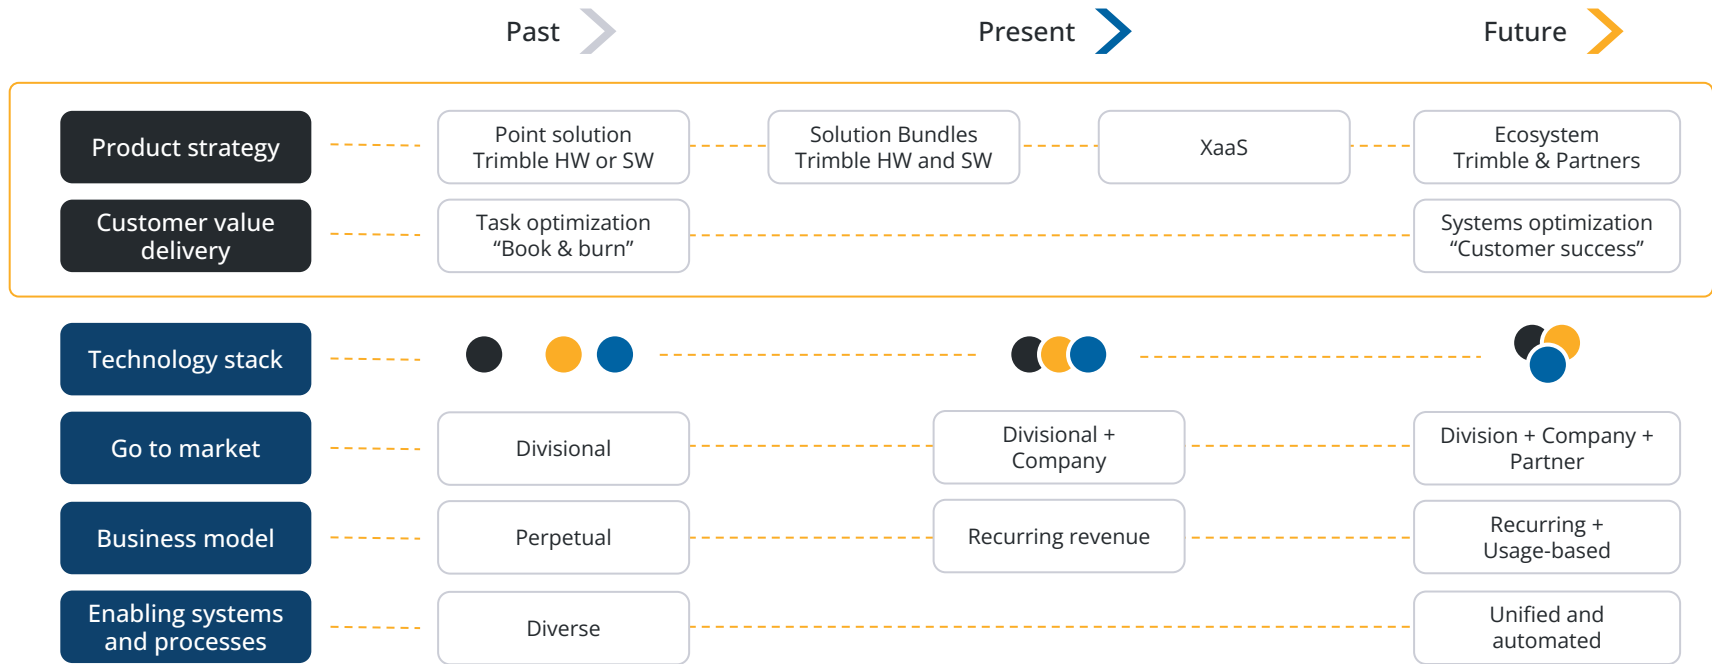 Past
Present
Future
Product strategy
Point solution
Trimble HW or SW
Solution Bundles
Trimble HW and SW
XaaS
Ecosystem
Trimble & Partners
Customer value
delivery
Task optimization
“Book & burn”
Systems optimization
“Customer success”
Technology stack
Go to market
Divisional
Divisional +
Company
Division + Company +
Partner
Business model
Perpetual
Recurring revenue
Recurring +
Usage-based
Enabling systems
and processes
Diverse
Unified and
automated